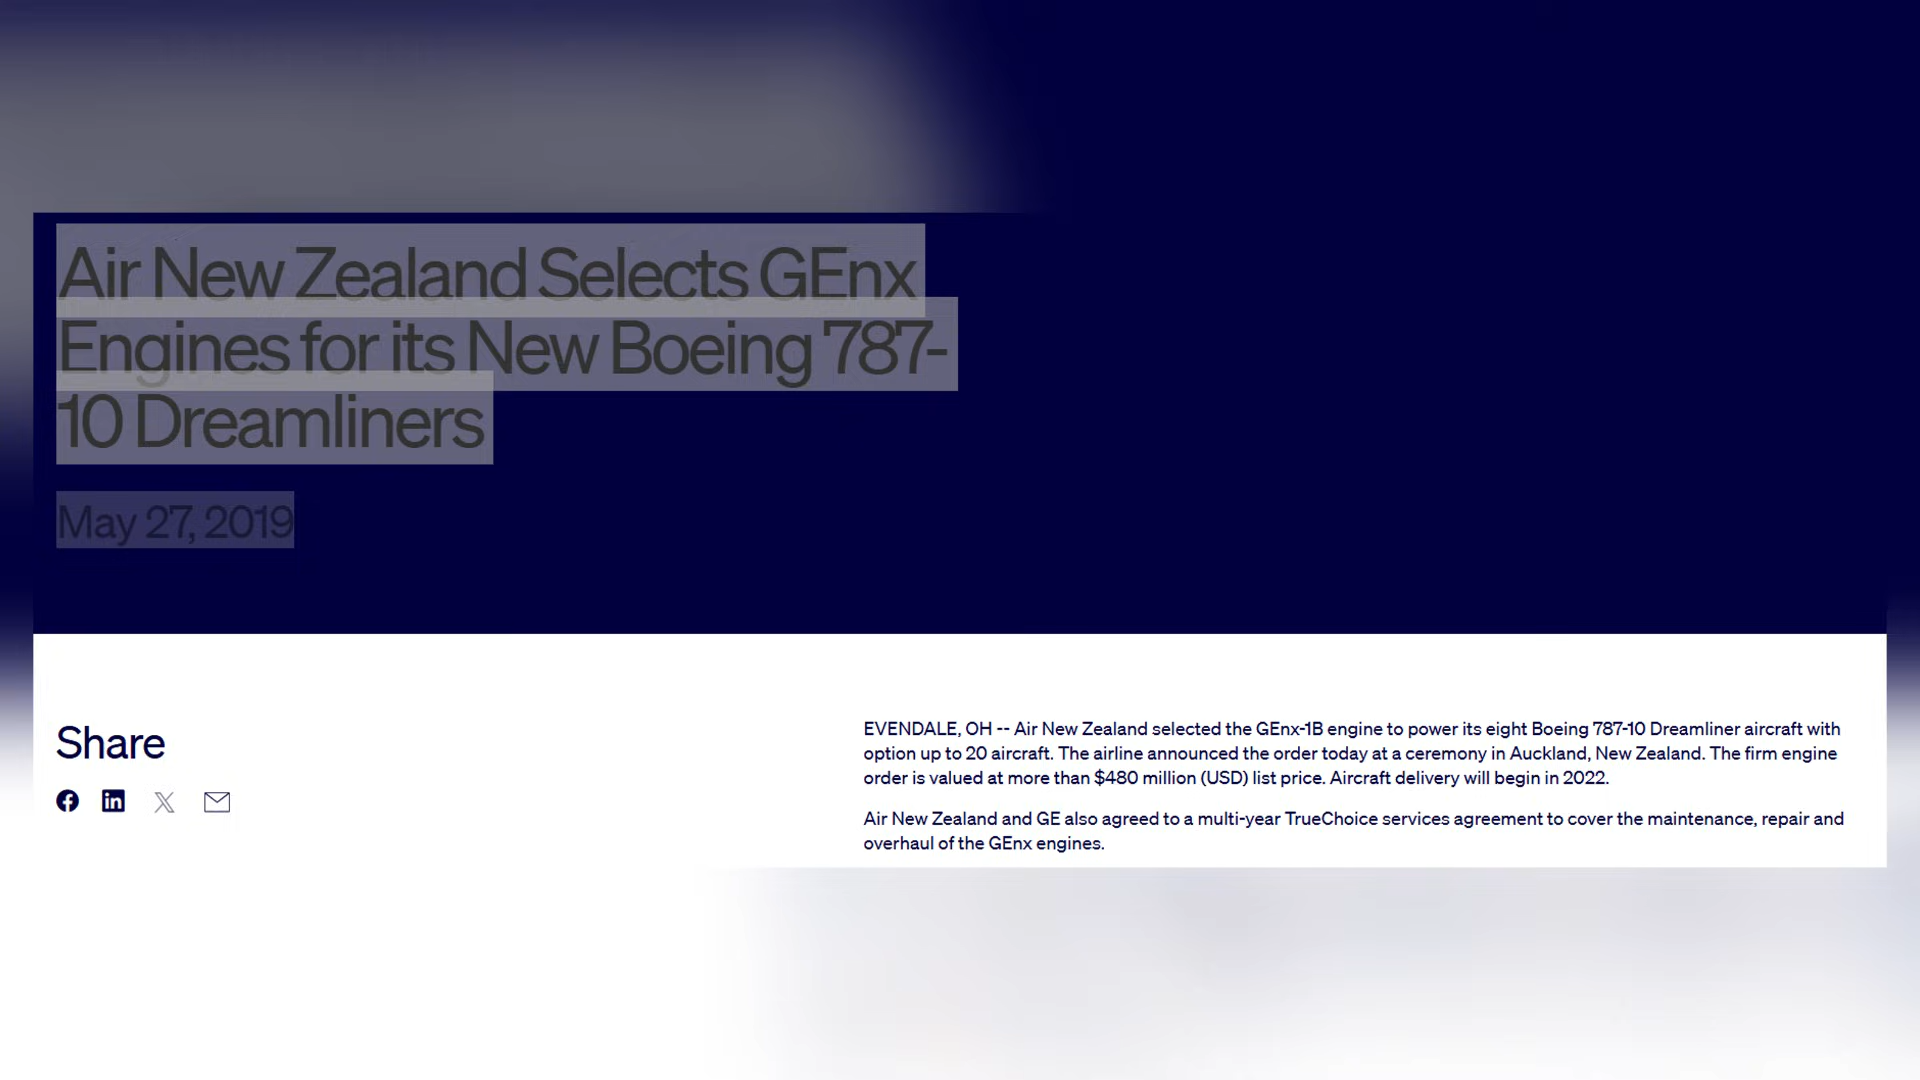 Air New Zealand Selects GEnx
Engines for its New Boeing 787-
10 Dreamliners
May 27, 2019
Share
EVENDALE, OH -- Air New Zealand selected the GEnx-1B engine to power its eight Boeing 787-10 Dreamliner aircraft with
option up to 20 aircraft. The airline announced the order today at a ceremony in Auckland, New Zealand. The firm engine
order is valued at more than $480 million (USD) list price. Aircraft delivery will begin in 2022.
Air New Zealand and GE also agreed to a multi-year TrueChoice services agreement to cover the maintenance, repair and
overhaul of the GEnx engines.